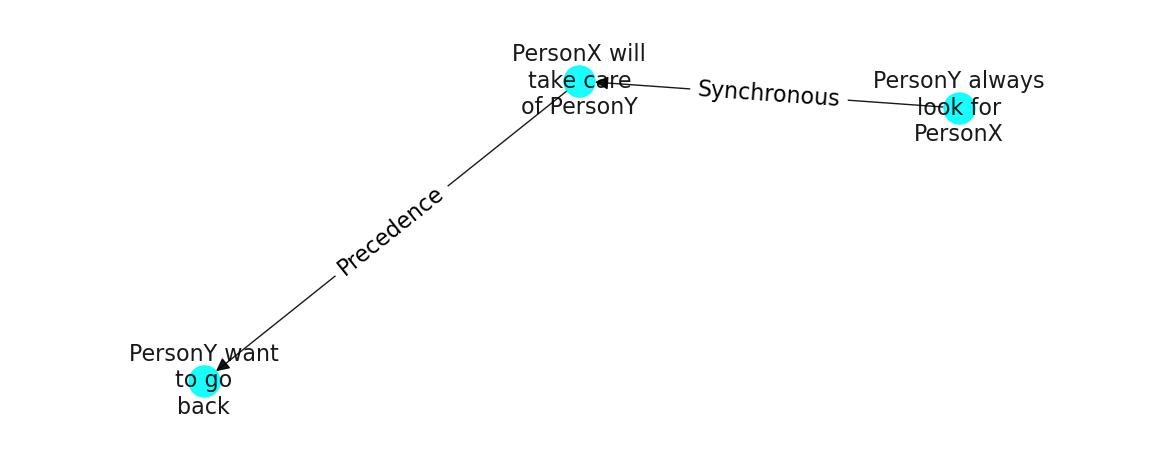 PersonX will
take care
of PersonY
Synchronous
PersonY always
look for
PersonX
Precedence
PersonY want
to go
back